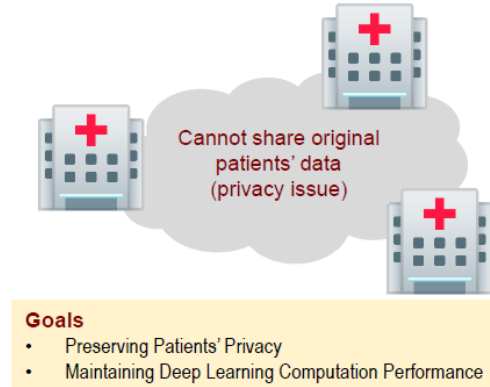 Cannot share original
patients' data
(privacy issue)
Goals
• Preserving Patients' Privacy
• Maintaining Deep Learning Computation Performance